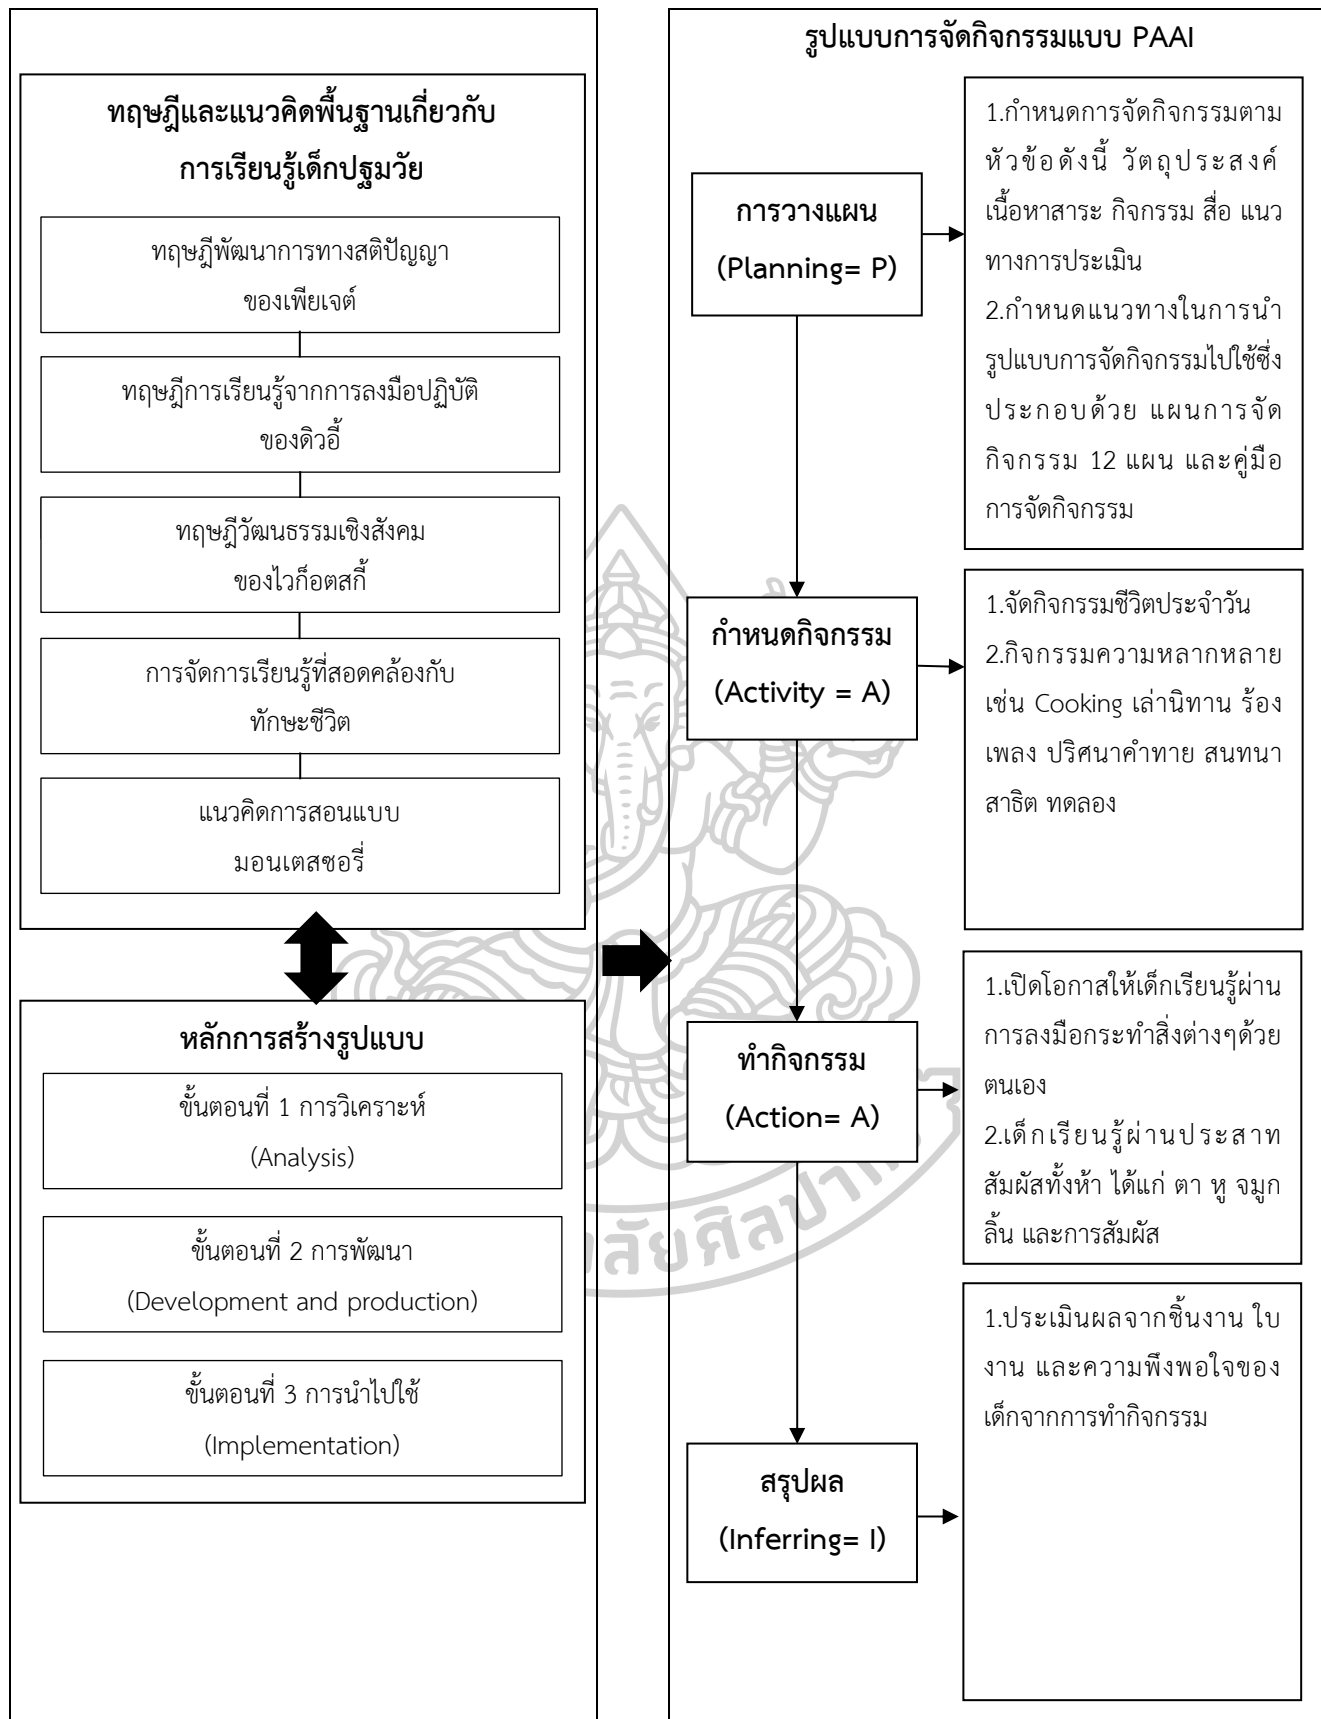 ทฤษฎีและแนวคิดพื้นฐานเกี่ยวกับ
การเรียนรู้เด็กปฐมวัย
ทฤษฎีพัฒนาการทางสติปัญญา
ของเพียเจต์
ทฤษฎีการเรียนรู้จากการลงมือปฏิบัติ
ของดิวอี้
ทฤษฎีวัฒนธรรมเชิงสังคม
ของไวก็อตสกี้
การจัดการเรียนรู้ที่สอดคล้องกับ
ทักษะชีวิต
แนวคิดการสอนแบบ
มอนเตสซอรี่
หลักการสร้างรูปแบบ
ขั้นตอนที่ 1 การวิเคราะห์
(Analysis)
ขั้นตอนที่ 2 การพัฒนา
(Development and production)
ขั้นตอนที่ 3 การนำไปใช้
(Implementation)
รูปแบบการจัดกิจกรรมแบบ PAAI
การวางแผน
(Planning= P)
1.กำหนดการจัดกิจกรรมตาม
หัวข้อดังนี้ วัตถุประสงค์
เนื้อหาสาระ กิจกรรม สื่อ แนว
ทางการประเมิน
2.กำหนดแนวทางในการนำ
รูปแบบการจัดกิจกรรมไปใช้ซึ่ง
ประกอบด้วย แผนการจัด
กิจกรรม 12 แผน และคู่มือ
การจัดกิจกรรม
กำหนดกิจกรรม
(Activity = A)
1.จัดกิจกรรมชีวิตประจำวัน
2.กิจกรรมความหลากหลาย
เช่น Cooking เล่านิทาน ร้อง
เพลง ปริศนาคำทาย สนทนา
สาธิต ทดลอง
ทำกิจกรรม
(Action= A)
1.เปิดโอกาสให้เด็กเรียนรู้ผ่าน
การลงมือกระทำสิ่งต่างๆด้วย
ตนเอง
2.เด็กเรียนรู้ผ่านประสาท
สัมผัสทั้งห้า ได้แก่ ตา หู จมูก
ลิ้น และการสัมผัส
สรุปผล
(Inferring= I)
1.ประเมินผลจากชิ้นงาน ใบ
งาน และความพึงพอใจของ
เด็กจากการทำกิจกรรม